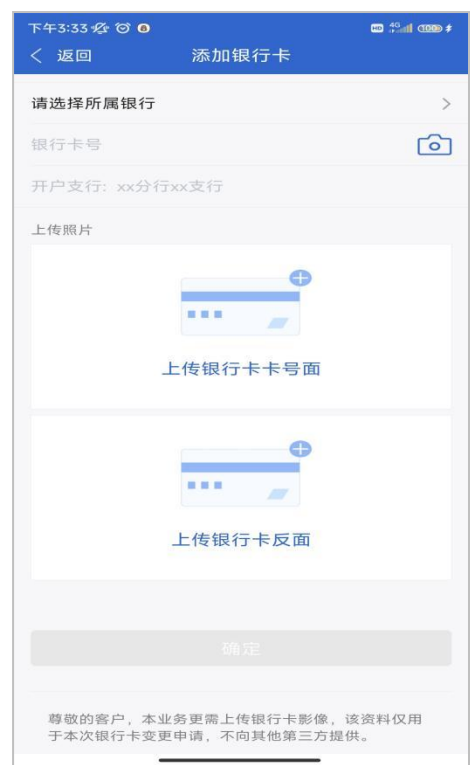 下午3:33
HD 4G 100
返回 添加银行卡
请选择所属银行
银行卡号
开户支行：xx分行xx支行
上传照片
上传银行卡卡号面
上传银行卡反面
确定
尊敬的客户，本业务更需上传银行卡影像，该资料仅用
于本次银行卡变更申请，不向其他第三方提供。